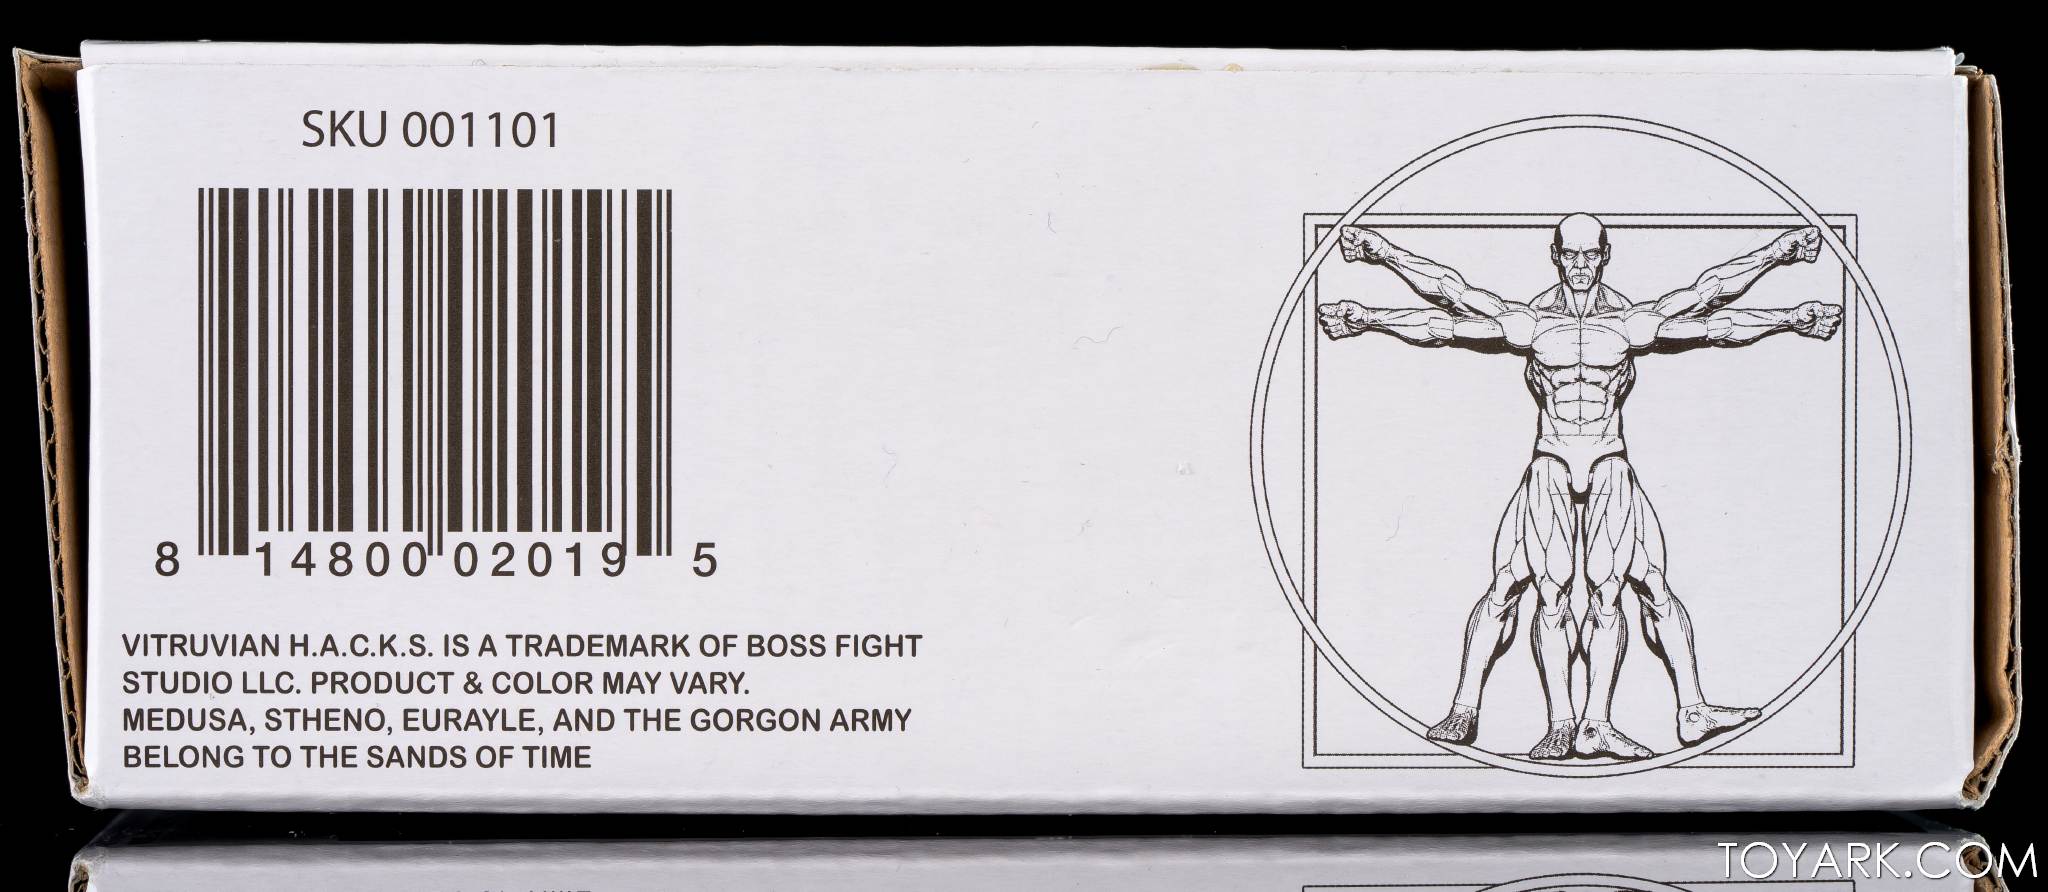 SKU 001101
8 14800 02019 5
VITRUVIAN H.A.C.K.S. IS A TRADEMARK OF BOSS FIGHT
STUDIO LLC. PRODUCT & COLOR MAY VARY.
MEDUSA, STHENO, EURAYLE, AND THE GORGON ARMY
BELONG TO THE SANDS OF TIME
TOYARK.COM